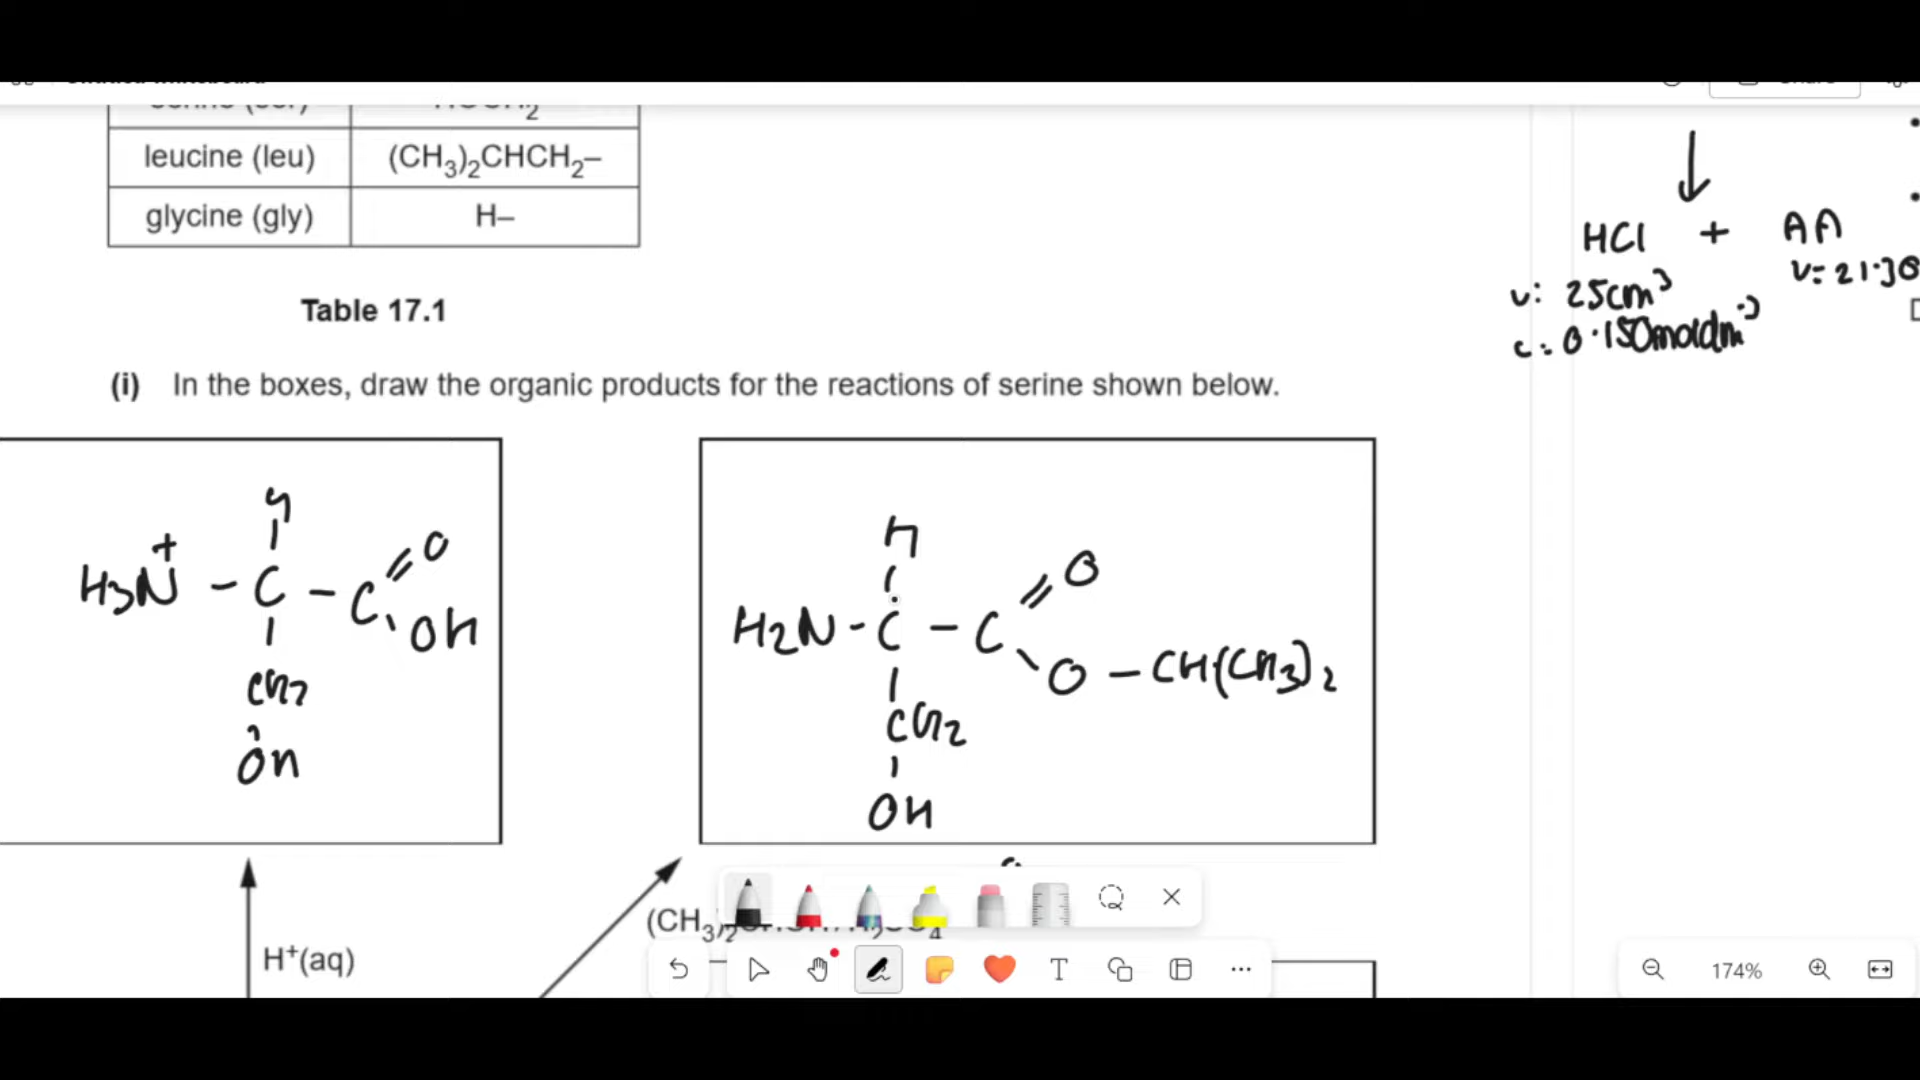 leucine (leu) (CH3)2CHCH2–
glycine (gly) H–
Table 17.1
(i) In the boxes, draw the organic products for the reactions of serine shown below.
HCl + AA
v: 25cm3
c: 0.150moldm-3
H
H3N+ - C - C = O
OH
CH2
OH
H
H2N - C - C = O
O - CH(CH3)2
CH2
OH
H+(aq)
174%